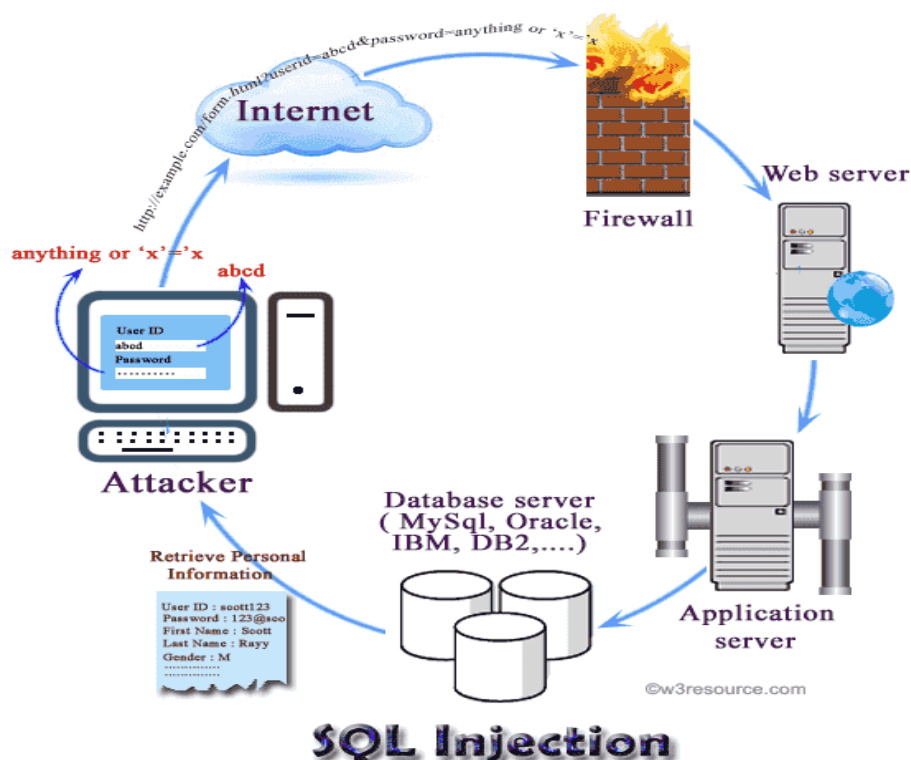 http://example.com/form.html?userid=abcd&password=anything or ‘x’=’x
Internet
Firewall
Web server
anything or ‘x’=’x
abcd
User ID
abcd
Password
..........
Attacker
Database server
( MySql, Oracle,
IBM, DB2,....)
Application
server
Retrieve Personal
Information
User ID : scott123
Password : 123@sco
First Name : Scott
Last Name : Rayy
Gender : M
--------------
--------------
©w3resource.com
SQL Injection